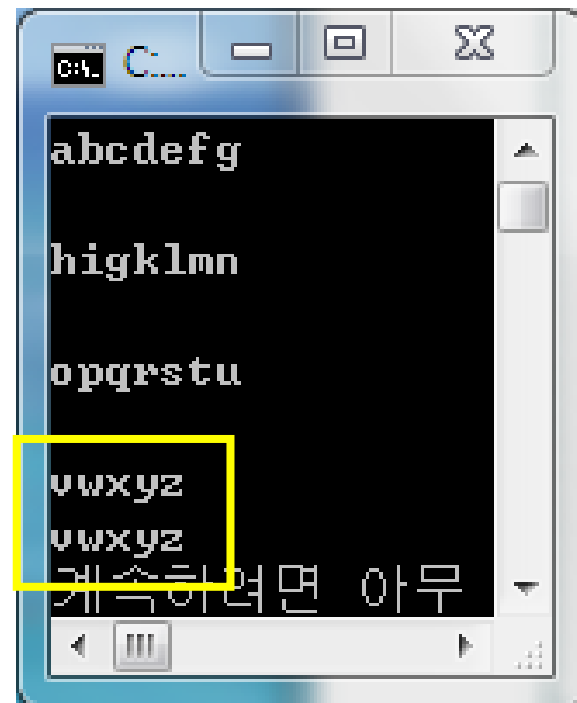 C:\.
C:...
abcdefg
higklmn
opqrstu
vwxyz
vwxyz
계속하려면 아무